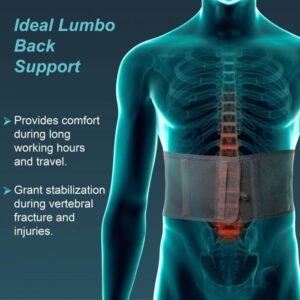 Ideal Lumbo
Back
Support
➢ Provides comfort
during long
working hours
and travel.
➢ Grant stabilization
during vertebral
fracture and
injuries.